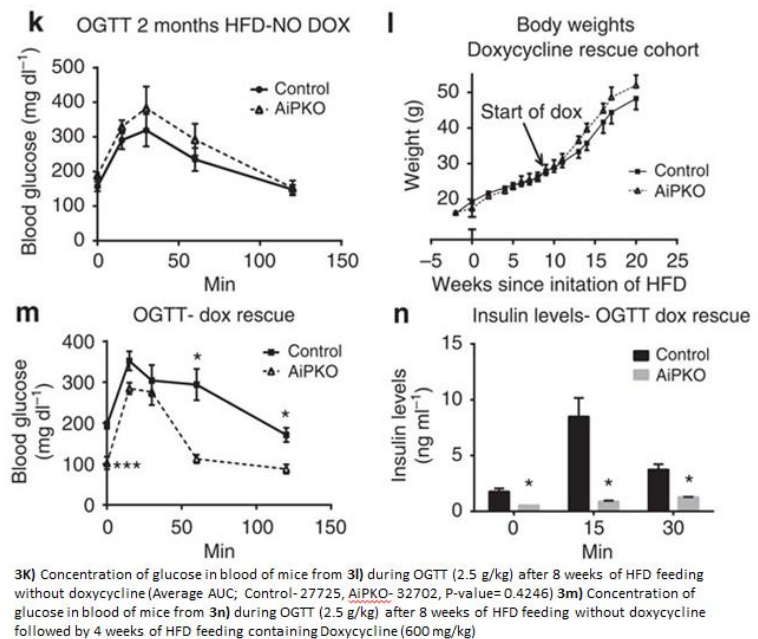 k OGTT 2 months HFD-NO DOX
Blood glucose (mg dl⁻¹)
500
400
300
200
100
0
Control
AiPKO
0 50 100 150
Min
l Body weights
Doxycycline rescue cohort
Weight (g)
50
40
30
20
Start of dox
Control
AiPKO
−5 0 5 10 15 20 25
Weeks since initation of HFD
m OGTT- dox rescue
Blood glucose
(mg dl⁻¹)
400
300
200
100
0
Control
AiPKO
*
*
***
0 50 100 150
Min
n Insulin levels- OGTT dox rescue
Insulin levels
(ng ml⁻¹)
15
10
5
0
Control
AiPKO
* * *
0 15 30
Min
3K) Concentration of glucose in blood of mice from 3l) during OGTT (2.5 g/kg) after 8 weeks of HFD feeding
without doxycycline (Average AUC; Control- 27725, AiPKO- 32702, P-value= 0.4246) 3m) Concentration of
glucose in blood of mice from 3n) during OGTT (2.5 g/kg) after 8 weeks of HFD feeding without doxycycline
followed by 4 weeks of HFD feeding containing Doxycycline (600 mg/kg)